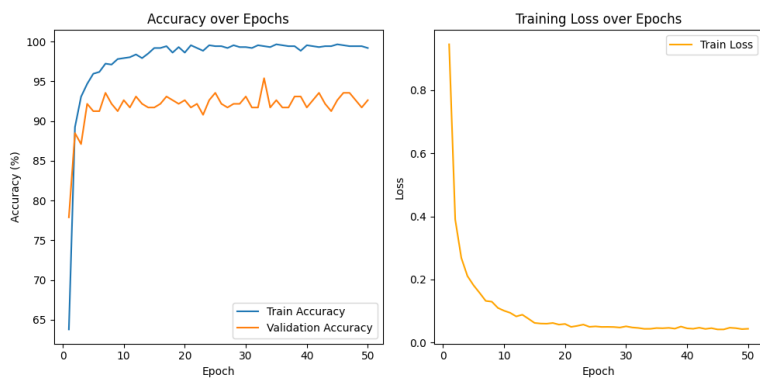 Accuracy over Epochs
100
95
90
85
80
75
70
65
Accuracy (%)
0
10
20
30
40
50
Epoch
Train Accuracy
Validation Accuracy
Training Loss over Epochs
0.8
0.6
0.4
0.2
0.0
Loss
0
10
20
30
40
50
Epoch
Train Loss